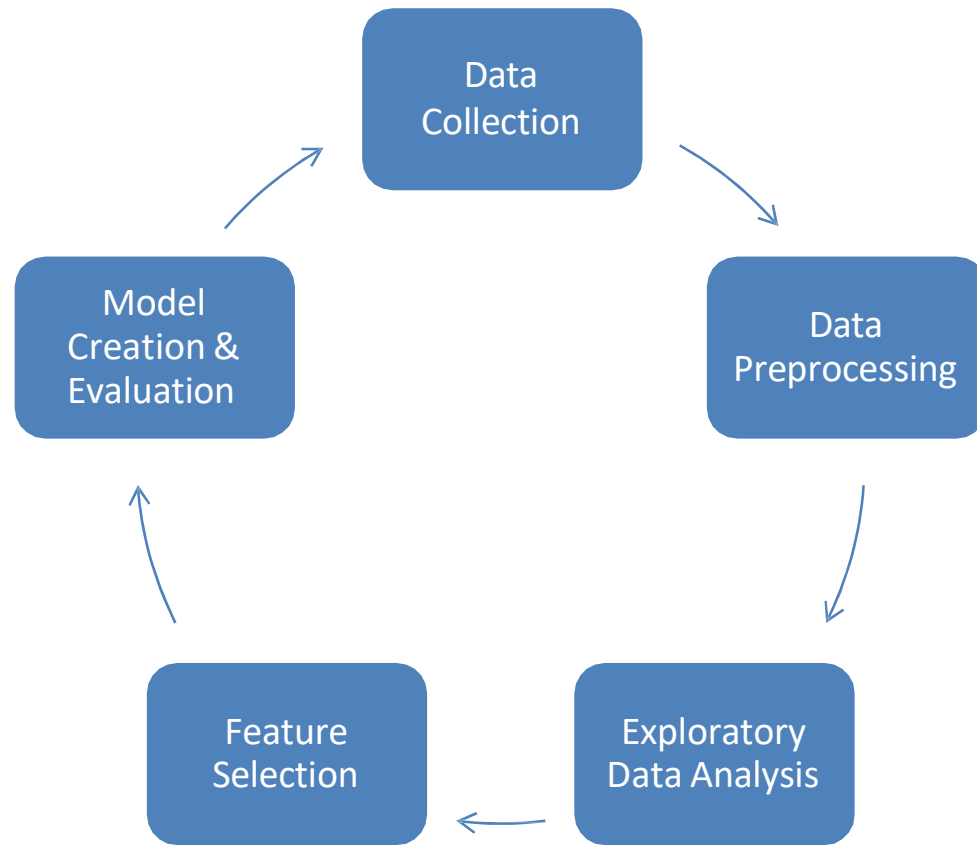 Data
Collection
Data
Preprocessing
Exploratory
Data Analysis
Feature
Selection
Model
Creation &
Evaluation